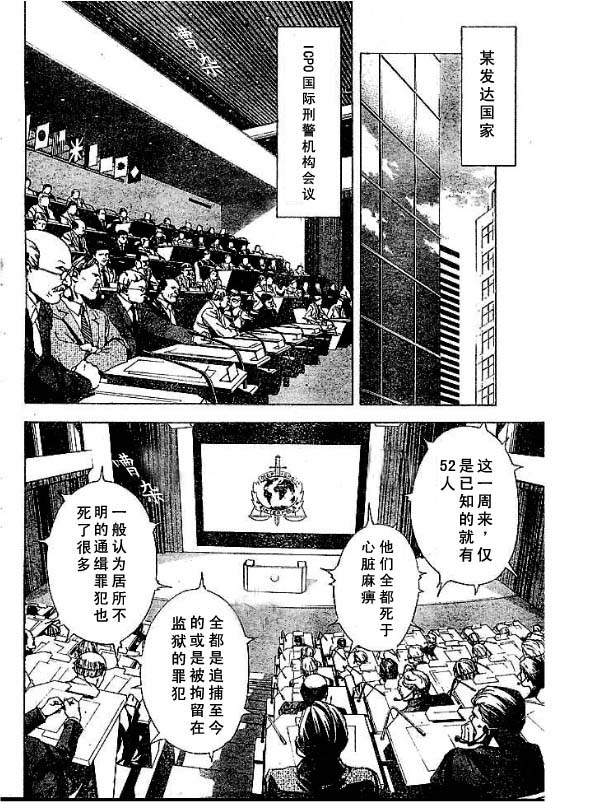 某发达国家
ICPO国际刑警机构会议
嘈杂
这一周来，仅
是已知的就有
52人
他们全都死于
心脏麻痹
全都是追捕至今
的或是被拘留在
监狱的罪犯
嘈杂
一般认为居所不
明的通缉罪犯也
死了很多